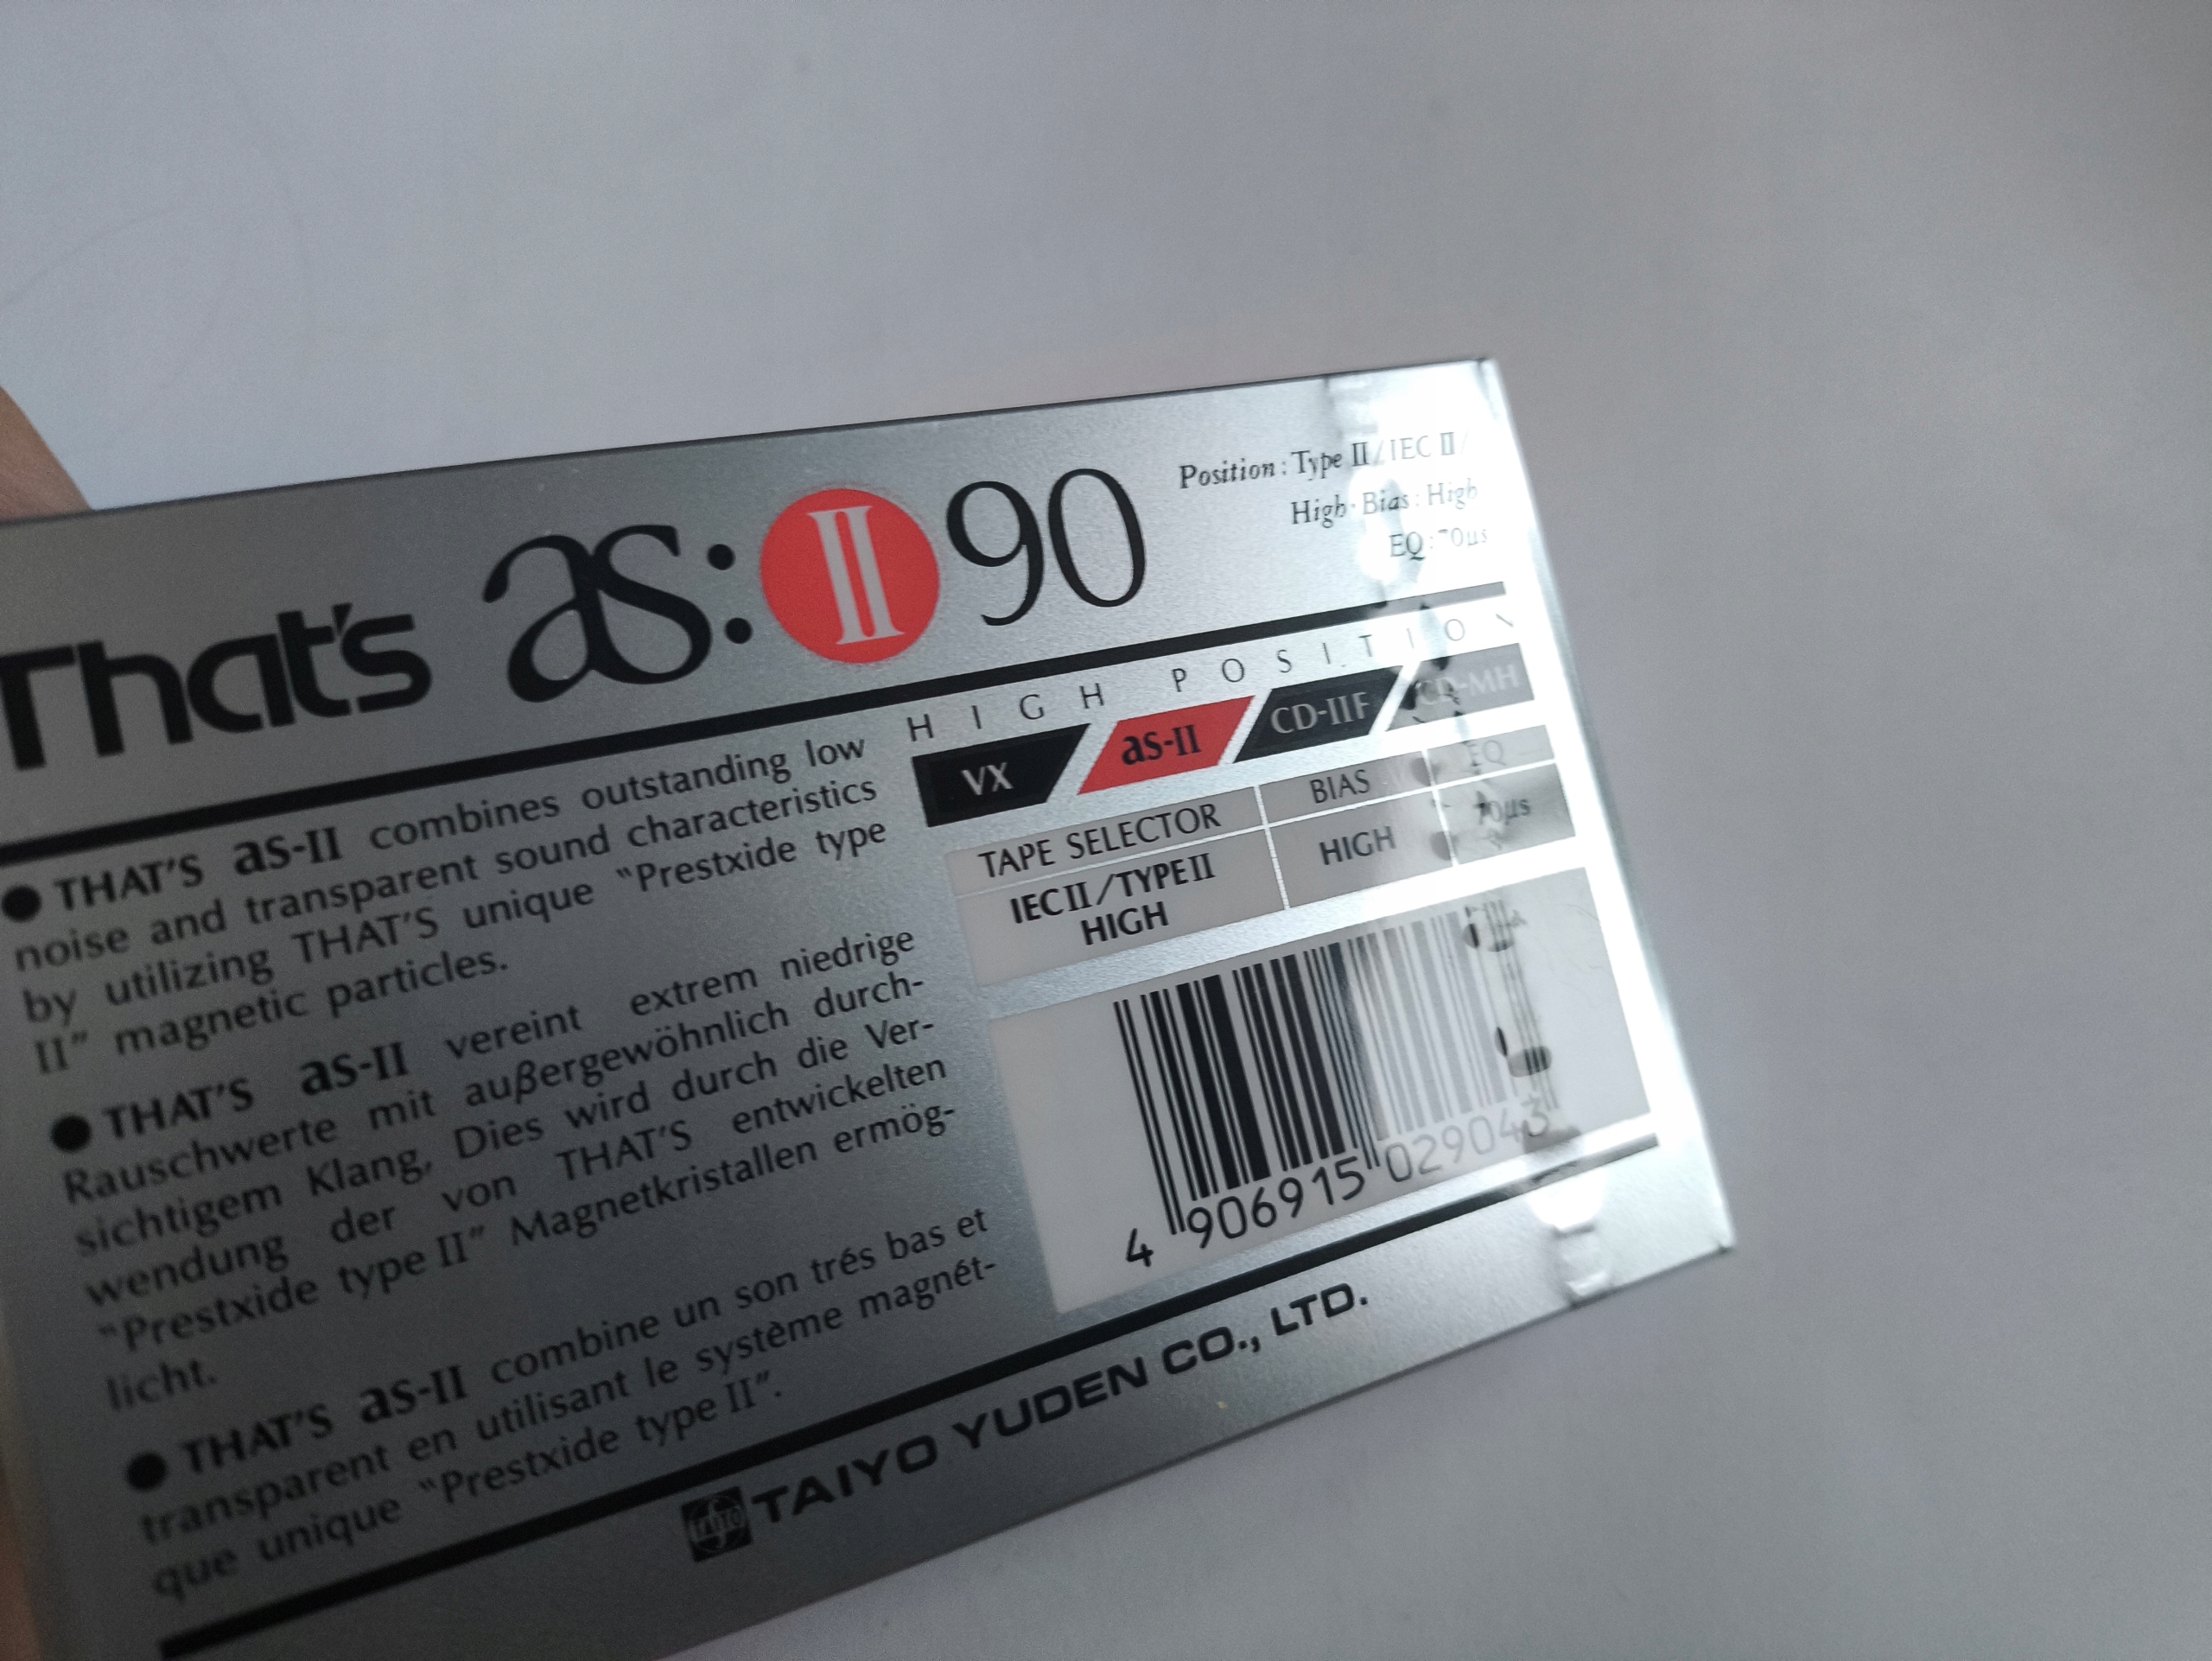 That's as: II 90
Position : Type II / IEC II /
High · Bias : High
EQ : 70μs
HIGH POSITION
VX as-II CD-IIF CD-MH
TAPE SELECTOR BIAS EQ
IEC II / TYPE II HIGH 70μs
HIGH
● THAT'S as-II combines outstanding low
noise and transparent sound characteristics
by utilizing THAT'S unique "Prestxide type
II" magnetic particles.
● THAT'S as-II vereint extrem niedrige
Rauschwerte mit außergewöhnlich durch-
sichtigem Klang, Dies wird durch die Ver-
wendung der von THAT'S entwickelten
"Prestxide type II" Magnetkristallen ermög-
licht.
● THAT'S as-II combine un son trés bas et
transparent en utilisant le système magnét-
que unique "Prestxide type II".
4 906915 029043
TAIYO TAIYO YUDEN CO., LTD.